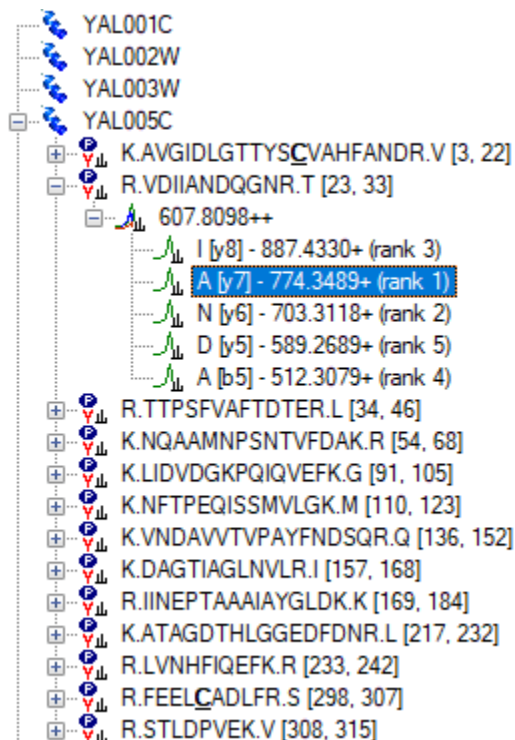 YAL001C
YAL002W
YAL003W
YAL005C
K.AVGIDLGTTYSCVAHFANDR.V [3, 22]
R.VDIIANDQGNR.T [23, 33]
607.8098++
I [y8] - 887.4330+ (rank 3)
A [y7] - 774.3489+ (rank 1)
N [y6] - 703.3118+ (rank 2)
D [y5] - 589.2689+ (rank 5)
A [b5] - 512.3079+ (rank 4)
R.TTPSFVAFTDTER.L [34, 46]
K.NQAAMNPSNTVFDAK.R [54, 68]
K.LIDVDGKPQIQVEFK.G [91, 105]
K.NFTPEQISSMVLGK.M [110, 123]
K.VNDAVVTVPAYFNDSQR.Q [136, 152]
K.DAGTIAGLNVLR.I [157, 168]
R.IINEPTAAAIAYGLDK.K [169, 184]
K.ATAGDTHLGGEDFDNR.L [217, 232]
R.LVNHFIQEFK.R [233, 242]
R.FEELCADLFR.S [298, 307]
R.STLDPVEK.V [308, 315]